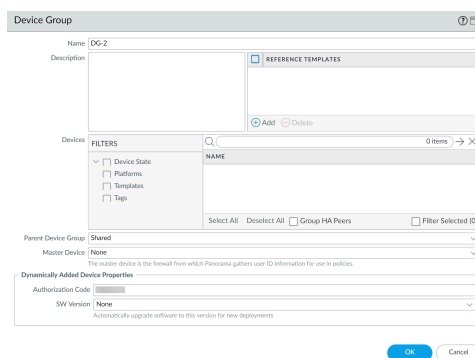 Device Group
Name DG-2
Description
REFERENCE TEMPLATES
Add Delete
Devices
FILTERS
0 items
NAME
Device State
Platforms
Templates
Tags
Select All Deselect All Group HA Peers Filter Selected (0
Parent Device Group Shared
Master Device None
The master device is the firewall from which Panorama gathers user ID information for use in policies.
Dynamically Added Device Properties
Authorization Code
SW Version None
Automatically upgrade software to this version for new deployments
OK Cancel